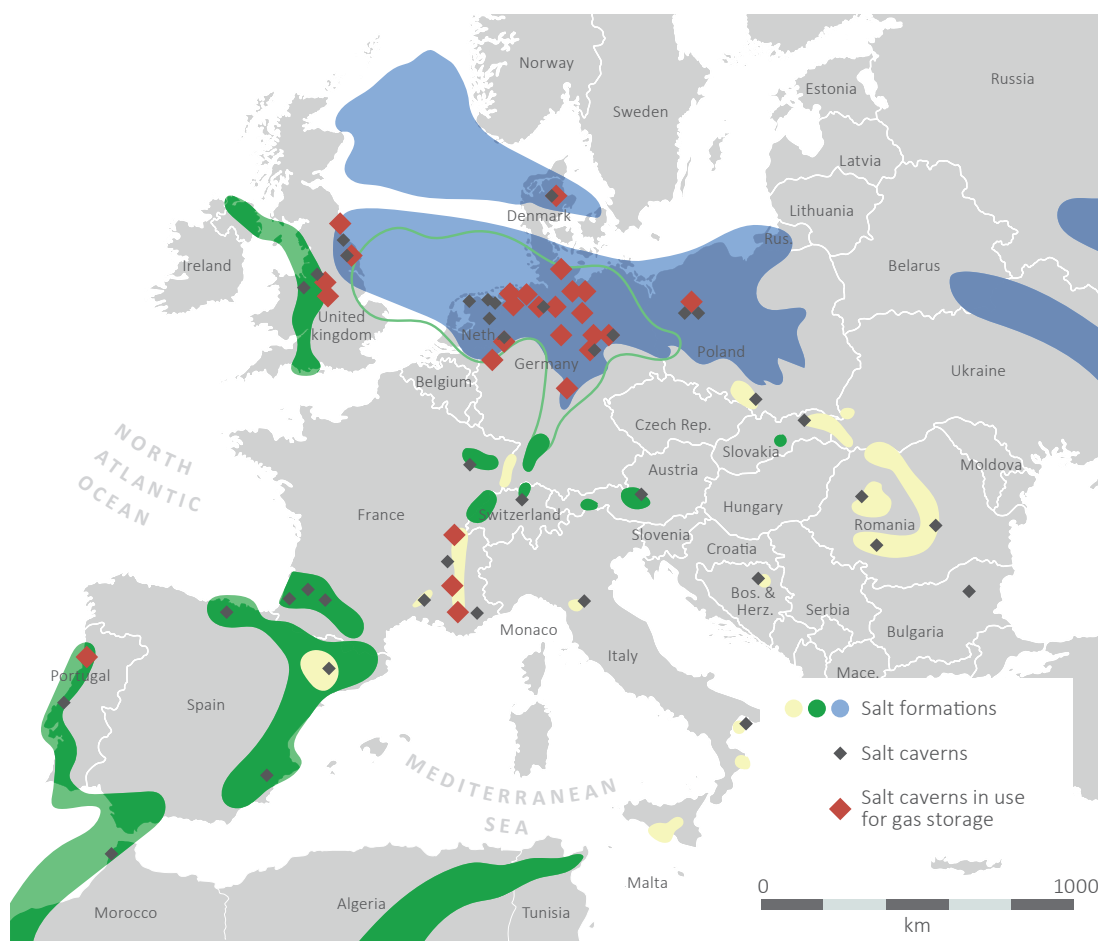 Norway
Sweden
Estonia
Russia
Latvia
Lithuania
Denmark
Rus.
Ireland
Belarus
United
kingdom
Neth.
Poland
Germany
Ukraine
Belgium
Czech Rep.
Slovakia
Austria
Moldova
NORTH
ATLANTIC
OCEAN
France
Switzerland
Hungary
Romania
Slovenia
Croatia
Bos. &
Herz.
Serbia
Monaco
Bulgaria
Italy
Mace.
Portugal
Spain
MEDITERRANEAN
SEA
Salt formations
Salt caverns
Salt caverns in use
for gas storage
Malta
0
1000
km
Morocco
Algeria
Tunisia